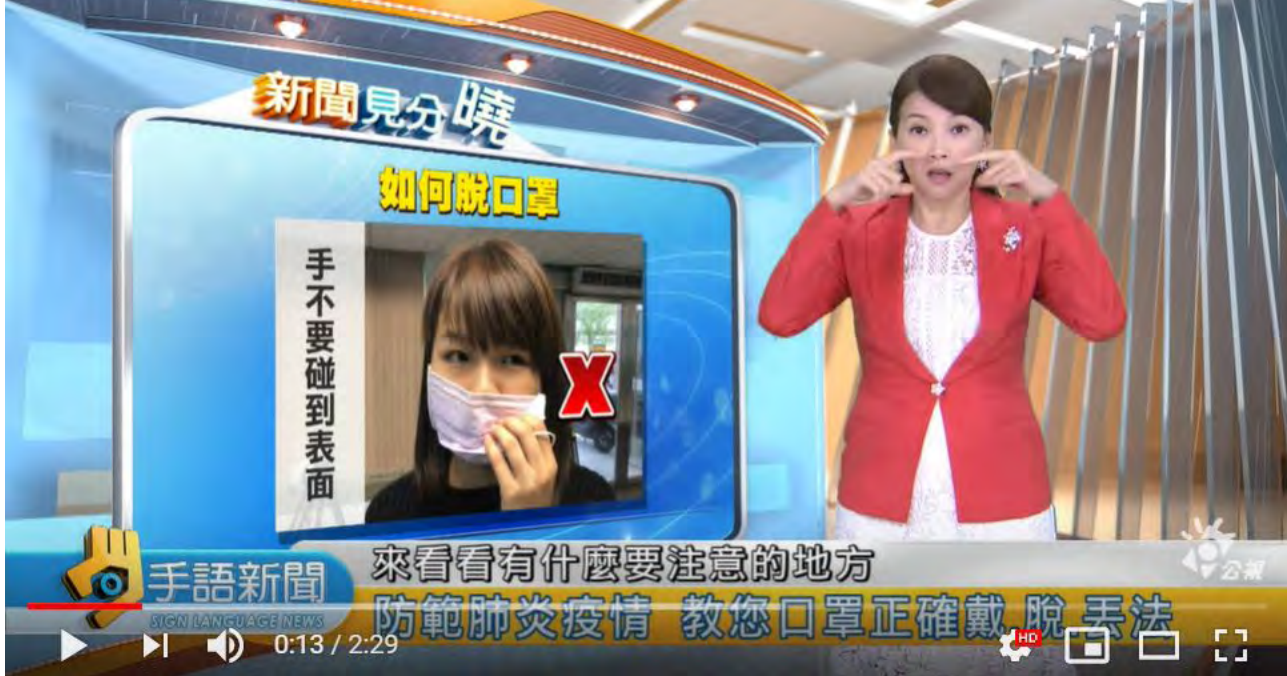 新聞見分曉
如何脫口罩
手不要碰到表面
X
手語新聞
SIGN LANGUAGE NEWS
來看看有什麼要注意的地方
公視
防範肺炎疫情 教您口罩正確戴 脫 丟法
0:13 / 2:29
HD